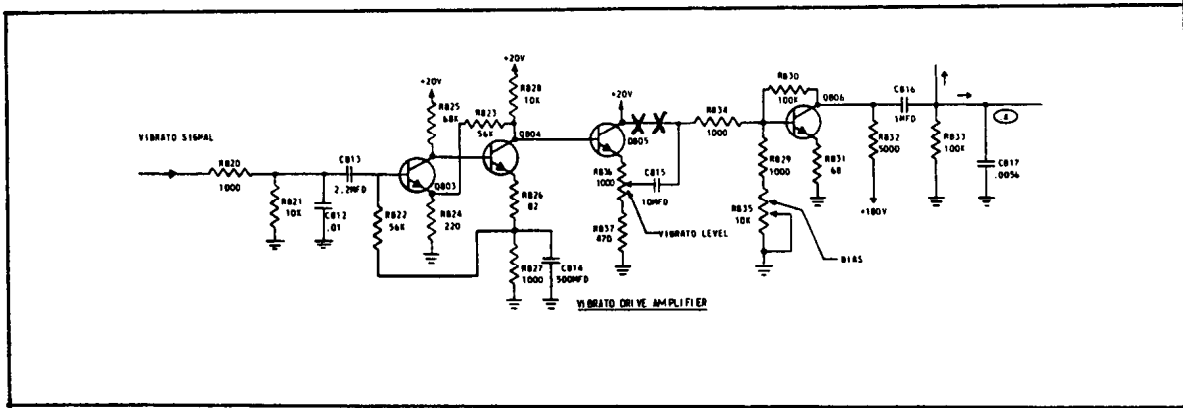 VIBRATO SIGNAL
R820
1000
R821
10K
C812
.01
C813
2.2MFD
R822
56K
+20V
R825
68K
Q803
R824
220
R823
56K
+20V
R828
10K
Q804
R826
82
R827
1000
C814
500MFD
+20V
Q805
R836
1000
C815
10MFD
R837
470
VIBRATO LEVEL
R834
1000
R830
100K
Q806
R829
1000
R835
10K
BIAS
R831
68
R832
5000
+180V
C816
1MFD
R833
100K
C817
.0056
4
VIBRATO DRIVE AMPLIFIER